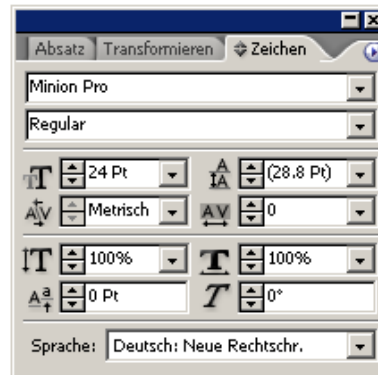 Absatz Transformieren Zeichen
Minion Pro
Regular
24 Pt (28.8 Pt)
Metrisch 0
100% 100%
0 Pt 0°
Sprache: Deutsch: Neue Rechtschr.